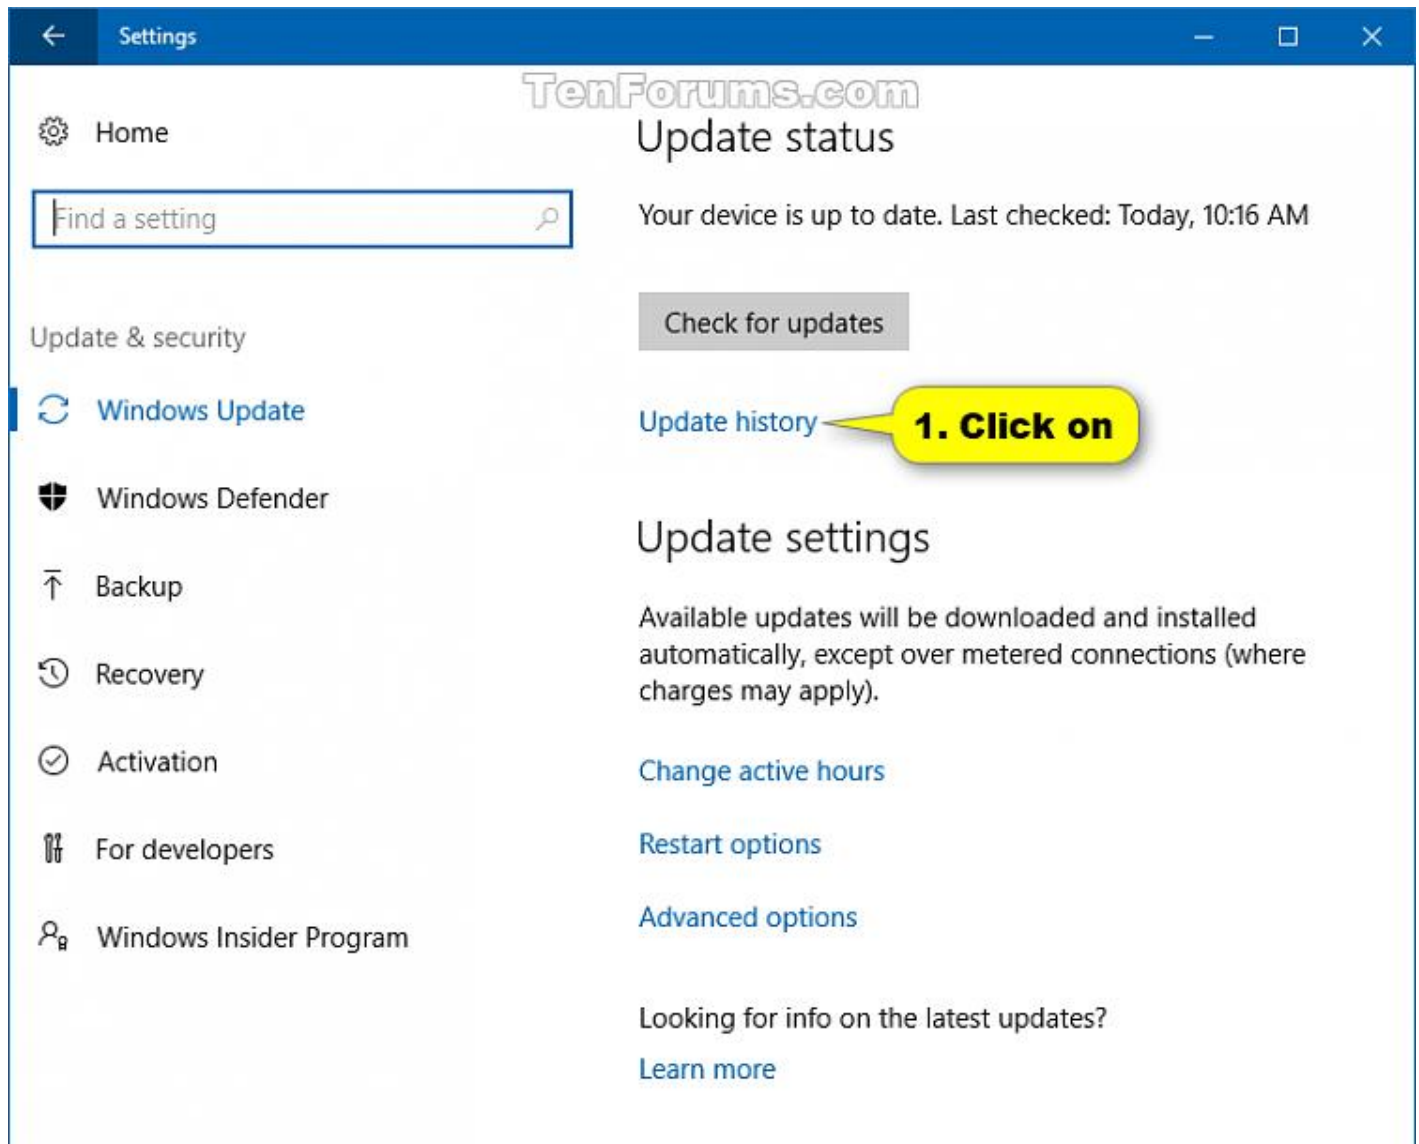 Settings
TenForums.com
Home
Find a setting
Update & security
Windows Update
Windows Defender
Backup
Recovery
Activation
For developers
Windows Insider Program
Update status
Your device is up to date. Last checked: Today, 10:16 AM
Check for updates
Update history
1. Click on
Update settings
Available updates will be downloaded and installed
automatically, except over metered connections (where
charges may apply).
Change active hours
Restart options
Advanced options
Looking for info on the latest updates?
Learn more